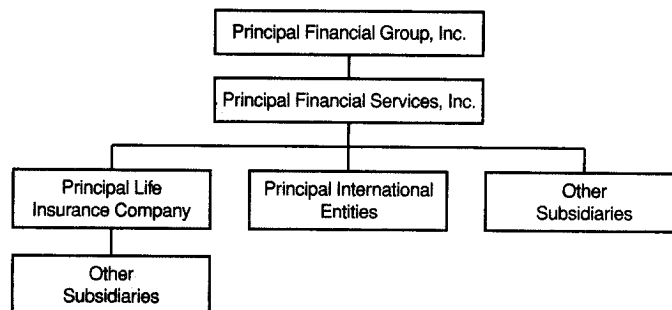 Principal Financial Group, Inc.
Principal Financial Services, Inc.
Principal Life
Insurance Company
Principal International
Entities
Other
Subsidiaries
Other
Subsidiaries